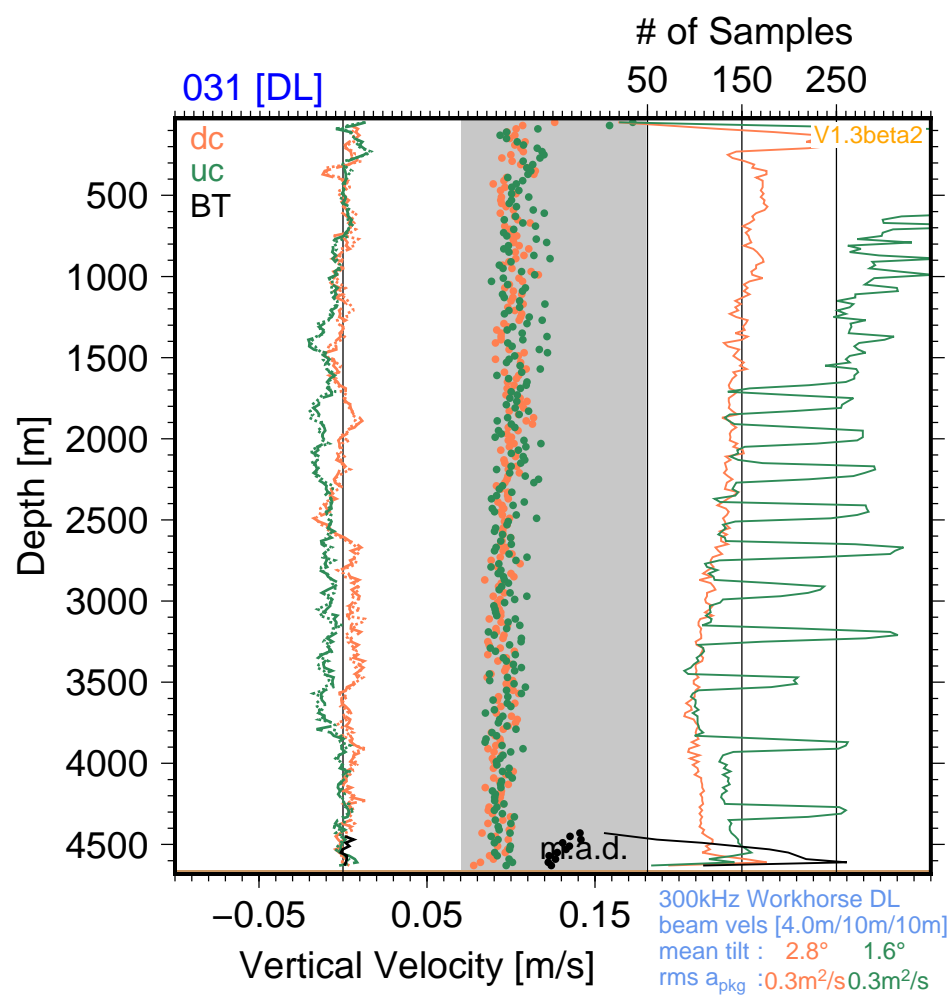 # of Samples
50 150 250
031 [DL]
V1.3beta2
dc
uc
BT
500
1000
1500
2000
2500
3000
3500
4000
4500
Depth [m]
m.a.d.
−0.05 0.05 0.15
Vertical Velocity [m/s]
300kHz Workhorse DL
beam vels [4.0m/10m/10m]
mean tilt : 2.8° 1.6°
rms apkg :0.3m²/s 0.3m²/s